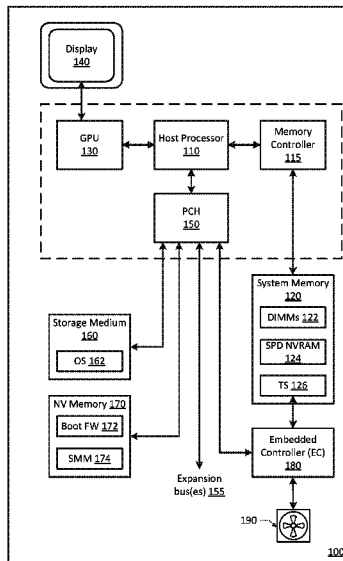 Display
140
GPU
130
Host Processor
110
Memory
Controller
115
PCH
150
System Memory
120
DIMMs 122
SPD NVRAM
124
TS 126
Storage Medium
160
OS 162
NV Memory 170
Boot FW 172
SMM 174
Expansion
bus(es) 155
Embedded
Controller (EC)
180
190
100